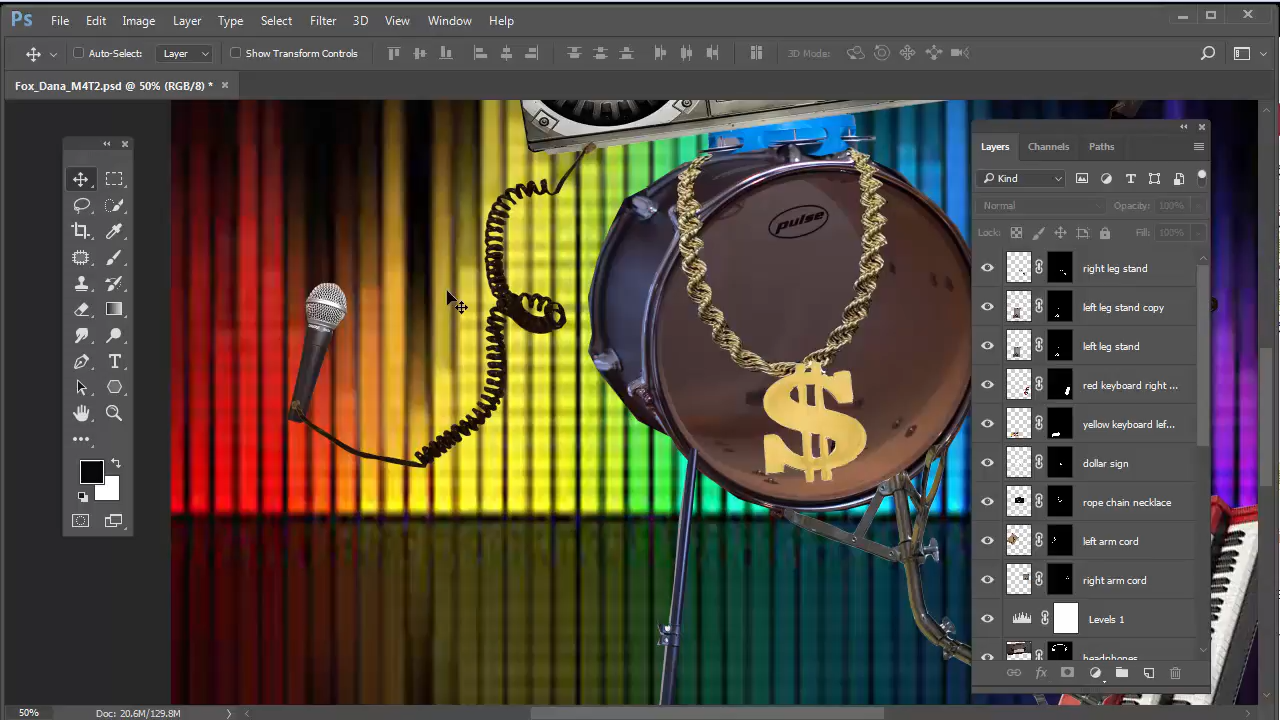 Ps File Edit Image Layer Type Select Filter 3D View Window Help
Auto-Select: Layer Show Transform Controls 3D Mode:
Fox_Dana_M4T2.psd @ 50% (RGB/8) *
Layers Channels Paths
Kind
Normal Opacity: 100%
Lock: Fill: 100%
pulse
right leg stand
left leg stand copy
left leg stand
red keyboard right ...
yellow keyboard lef...
dollar sign
$
rope chain necklace
left arm cord
right arm cord
Levels 1
headphones
fx
50% Doc: 20.6M/129.8M